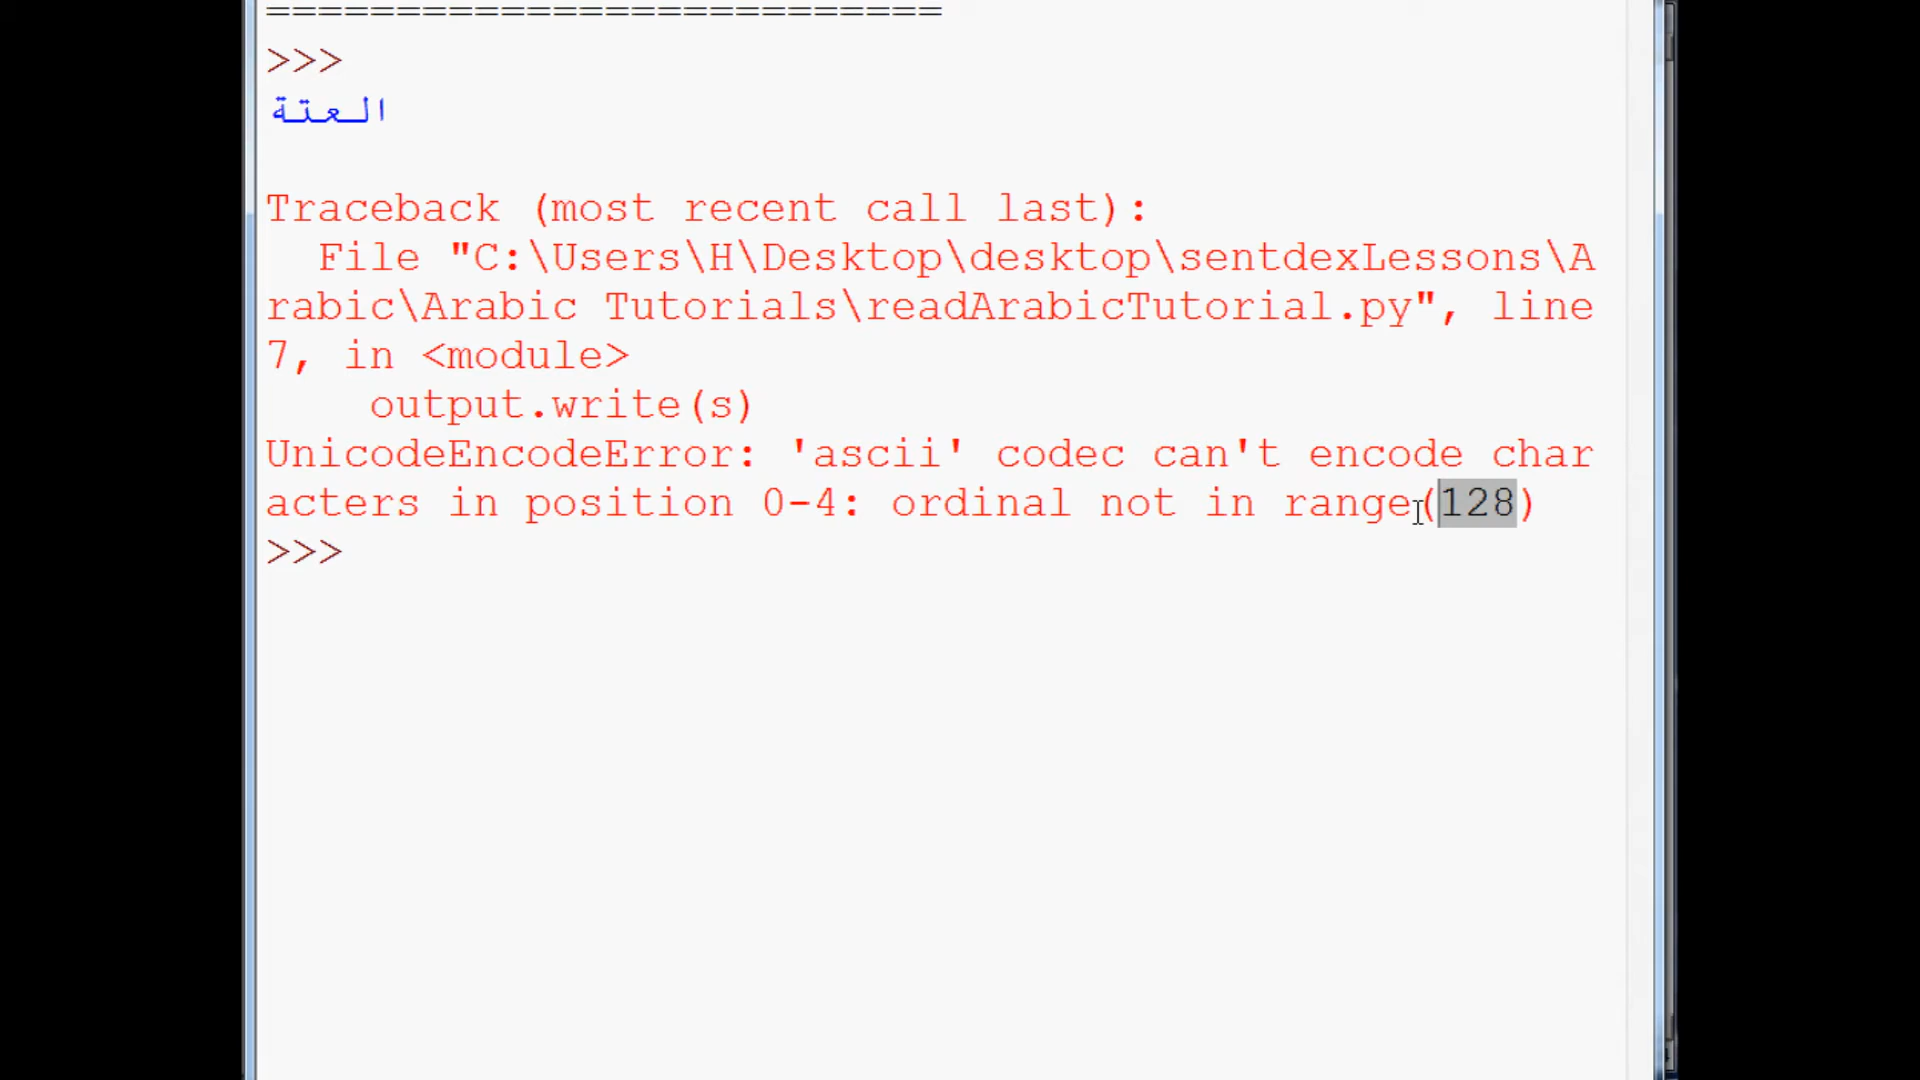 ===========================
>>>
العتة
Traceback (most recent call last):
  File "C:\Users\H\Desktop\desktop\sentdexLessons\A
rabic\Arabic Tutorials\readArabicTutorial.py", line
7, in <module>
    output.write(s)
UnicodeEncodeError: 'ascii' codec can't encode char
acters in position 0-4: ordinal not in range(128)
>>>